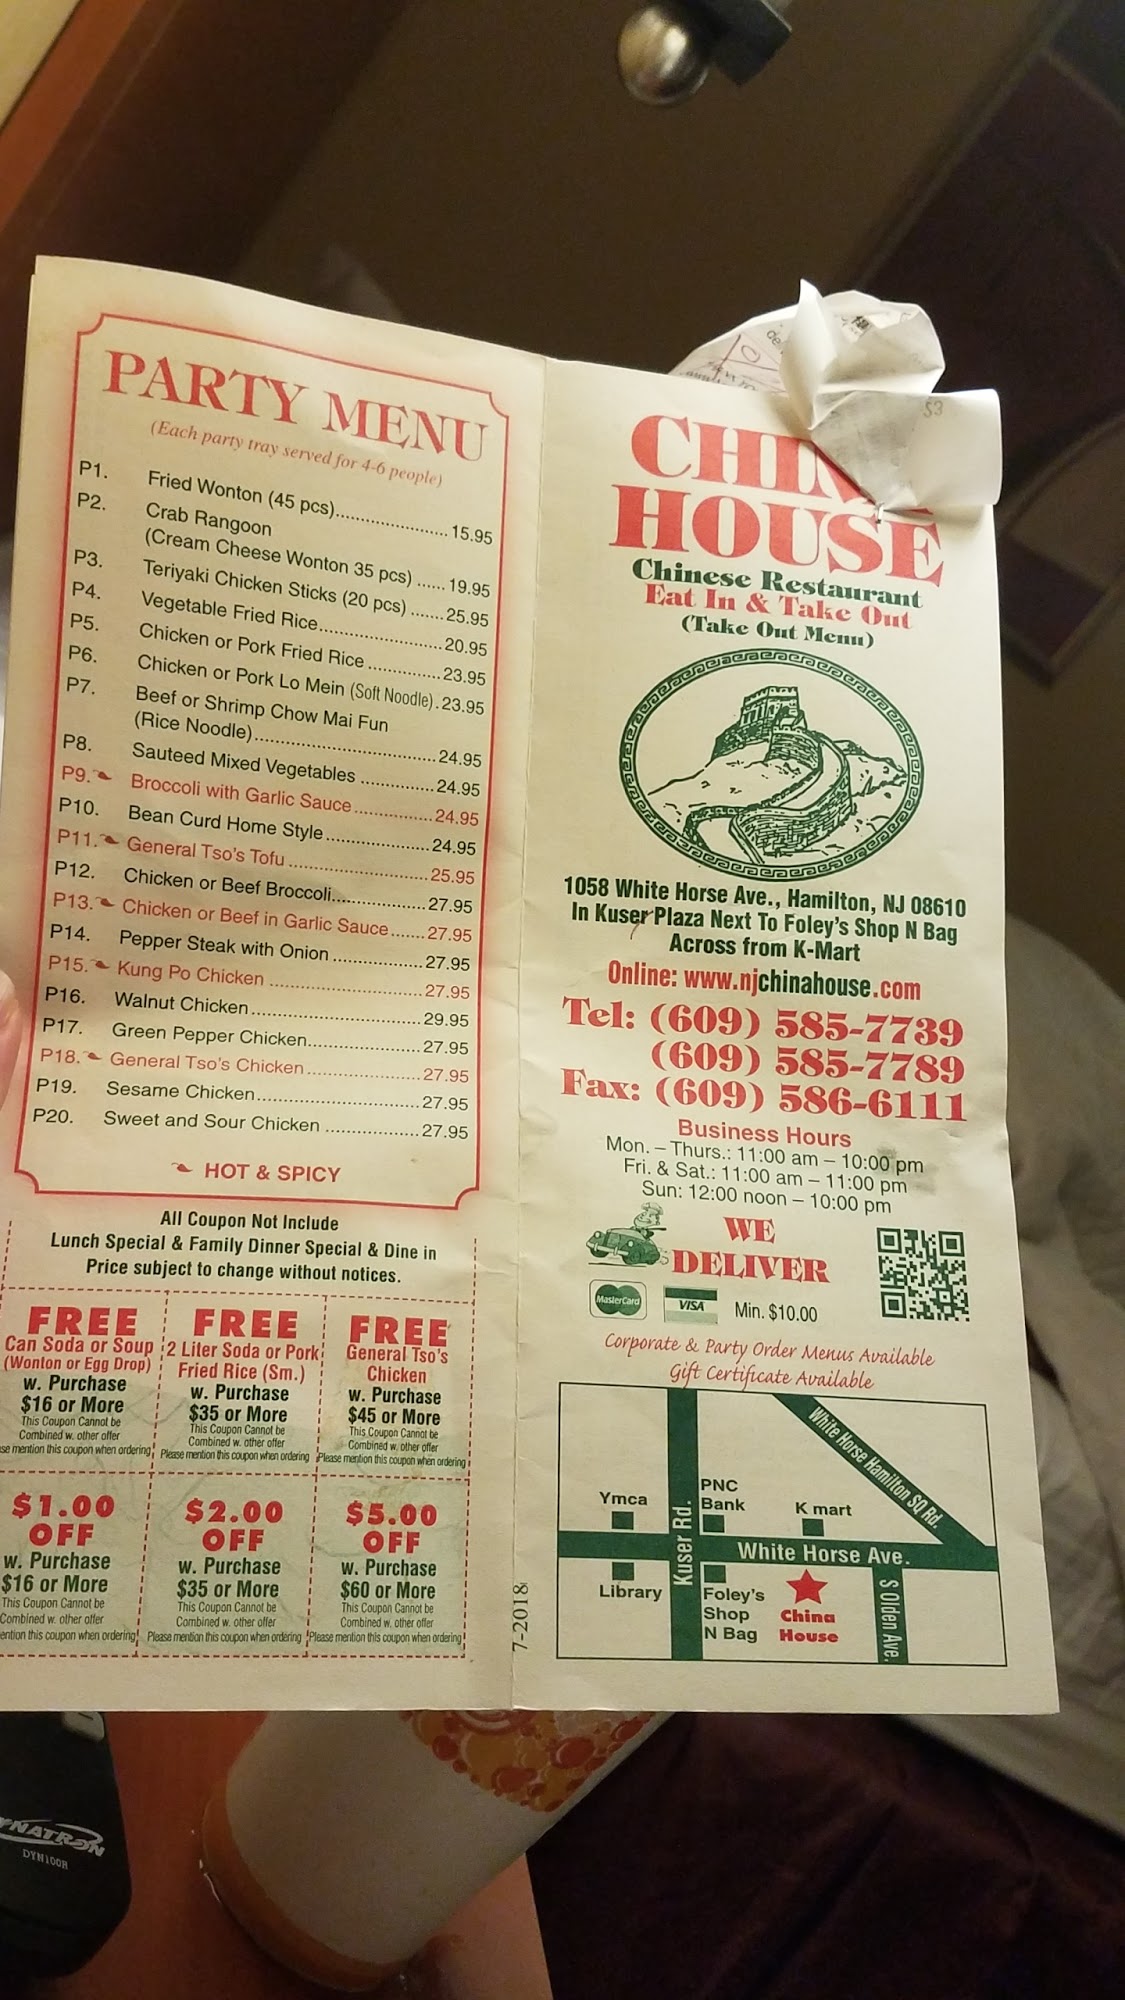 PARTY MENU
(Each party tray served for 4-6 people)
P1. Fried Wonton (45 pcs)..................15.95
P2. Crab Rangoon
(Cream Cheese Wonton 35 pcs) ......19.95
P3. Teriyaki Chicken Sticks (20 pcs) .......25.95
P4. Vegetable Fried Rice......................20.95
P5. Chicken or Pork Fried Rice .............23.95
P6. Chicken or Pork Lo Mein (Soft Noodle).23.95
P7. Beef or Shrimp Chow Mai Fun
(Rice Noodle)..................................24.95
P8. Sauteed Mixed Vegetables .............24.95
P9. Broccoli with Garlic Sauce..............24.95
P10. Bean Curd Home Style..................24.95
P11. General Tso's Tofu ........................25.95
P12. Chicken or Beef Broccoli................27.95
P13. Chicken or Beef in Garlic Sauce.......27.95
P14. Pepper Steak with Onion ................27.95
P15. Kung Po Chicken ...........................27.95
P16. Walnut Chicken..............................29.95
P17. Green Pepper Chicken...................27.95
P18. General Tso's Chicken...................27.95
P19. Sesame Chicken...........................27.95
P20. Sweet and Sour Chicken ................27.95
HOT & SPICY
All Coupon Not Include
Lunch Special & Family Dinner Special & Dine in
Price subject to change without notices.
FREE
Can Soda or Soup
(Wonton or Egg Drop)
w. Purchase
$16 or More
This Coupon Cannot be
Combined w. other offer
mention this coupon when ordering
FREE
2 Liter Soda or Pork
Fried Rice (Sm.)
w. Purchase
$35 or More
This Coupon Cannot be
Combined w. other offer
Please mention this coupon when ordering
FREE
General Tso's
Chicken
w. Purchase
$45 or More
This Coupon Cannot be
Combined w. other offer
Please mention this coupon when ordering
$1.00
OFF
w. Purchase
$16 or More
This Coupon Cannot be
Combined w. other offer
this coupon when ordering
$2.00
OFF
w. Purchase
$35 or More
This Coupon Cannot be
Combined w. other offer
Please mention this coupon when ordering
$5.00
OFF
w. Purchase
$60 or More
This Coupon Cannot be
Combined w. other offer
Please mention this coupon when ordering
7-2018
53
HOUSE
Chinese Restaurant
Eat In & Take Out
(Take Out Menu)
1058 White Horse Ave., Hamilton, NJ 08610
In Kuser Plaza Next To Foley's Shop N Bag
Across from K-Mart
Online: www.njchinahouse.com
Tel: (609) 585-7739
(609) 585-7789
Fax: (609) 586-6111
Business Hours
Mon. – Thurs.: 11:00 am – 10:00 pm
Fri. & Sat.: 11:00 am – 11:00 pm
Sun: 12:00 noon – 10:00 pm
WE
DELIVER
MasterCard VISA Min. $10.00
Corporate & Party Order Menus Available
Gift Certificate Available
White Horse Hamilton SQ Rd.
Ymca
PNC
Bank
K mart
Kuser Rd.
White Horse Ave.
Library
Foley's
Shop
N Bag
China
House
S Olden Ave.
DYN100R